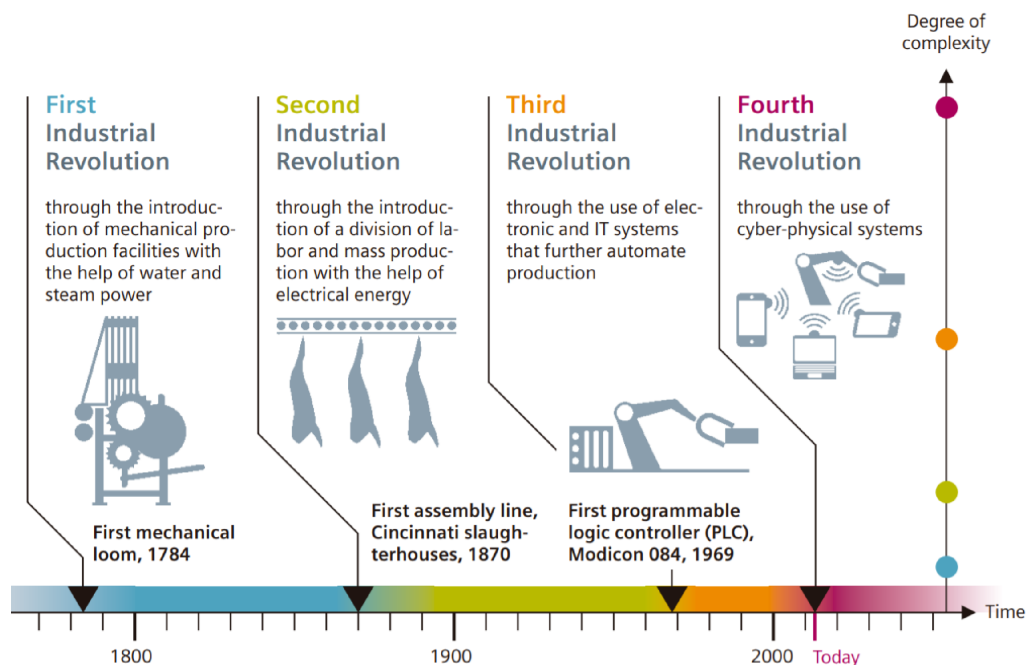 Degree of
complexity
First
Industrial
Revolution
through the introduc-
tion of mechanical pro-
duction facilities with
the help of water and
steam power
Second
Industrial
Revolution
through the introduc-
tion of a division of la-
bor and mass produc-
tion with the help of
electrical energy
Third
Industrial
Revolution
through the use of elec-
tronic and IT systems
that further automate
production
Fourth
Industrial
Revolution
through the use of
cyber-physical systems
First mechanical
loom, 1784
First assembly line,
Cincinnati slaugh-
terhouses, 1870
First programmable
logic controller (PLC),
Modicon 084, 1969
Time
1800
1900
2000
Today